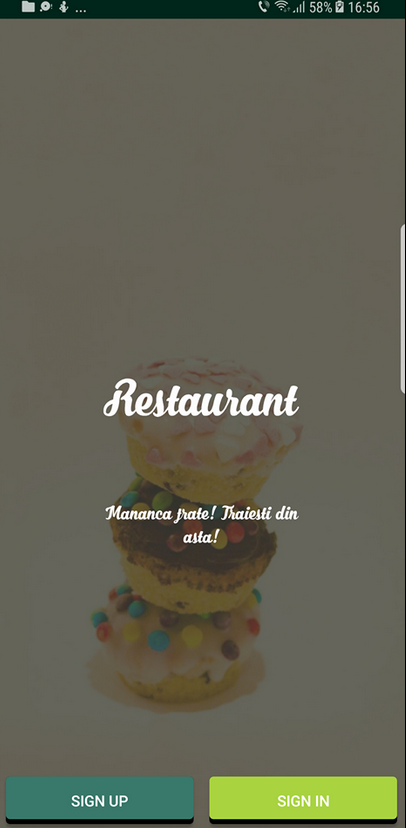 ... 58% 16:56
Restaurant
Mananca frate! Traiesti din
asta!
SIGN UP SIGN IN